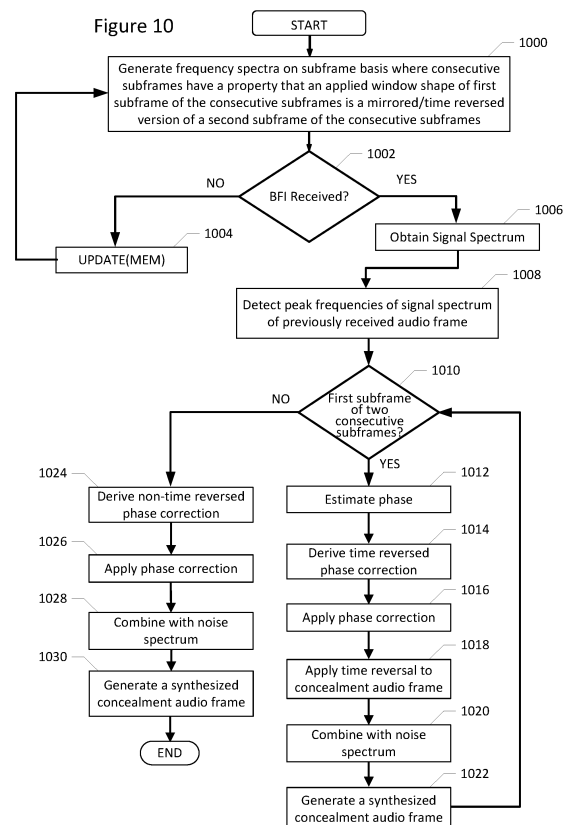 Figure 10
START
1000
Generate frequency spectra on subframe basis where consecutive
subframes have a property that an applied window shape of first
subframe of the consecutive subframes is a mirrored/time reversed
version of a second subframe of the consecutive subframes
1002
BFI Received?
NO
YES
1004
UPDATE(MEM)
1006
Obtain Signal Spectrum
1008
Detect peak frequencies of signal spectrum
of previously received audio frame
1010
First subframe
of two
consecutive
subframes?
NO
YES
1024
Derive non-time reversed
phase correction
1026
Apply phase correction
1028
Combine with noise
spectrum
1030
Generate a synthesized
concealment audio frame
END
1012
Estimate phase
1014
Derive time reversed
phase correction
1016
Apply phase correction
1018
Apply time reversal to
concealment audio frame
1020
Combine with noise
spectrum
1022
Generate a synthesized
concealment audio frame